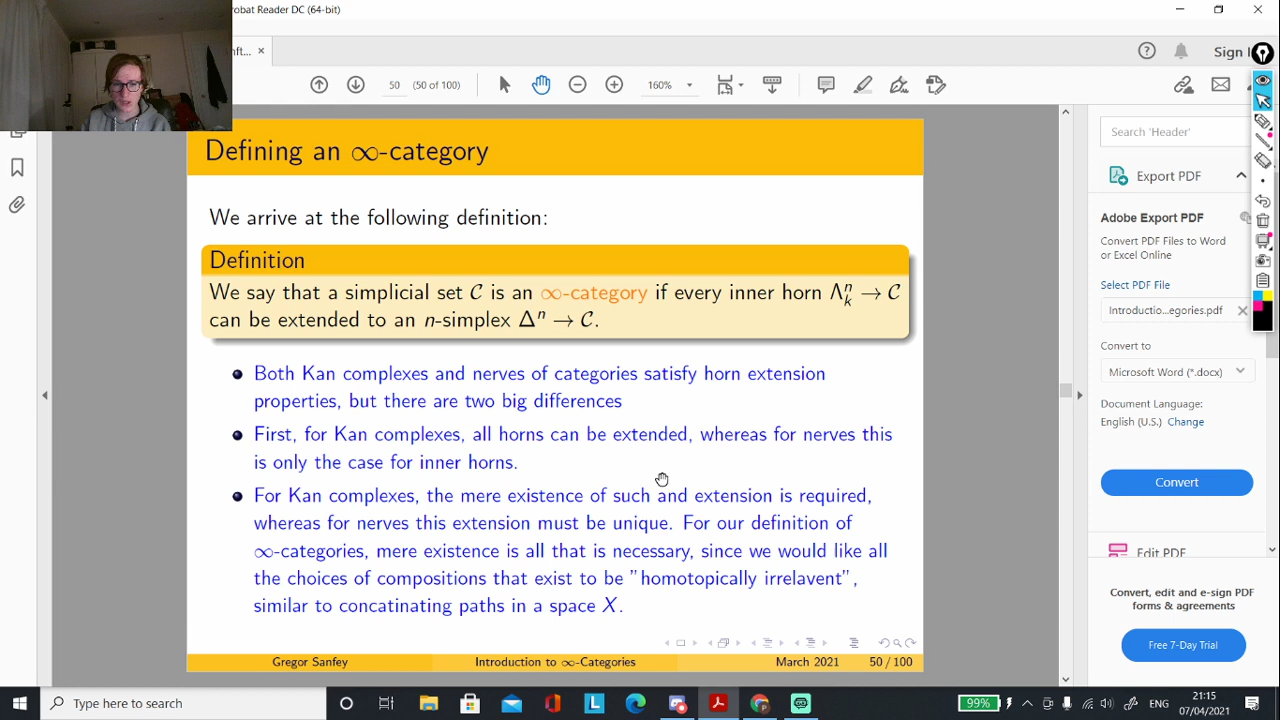 robat Reader DC (64-bit)
nft... ×
50 (50 of 100) 160%
Sign I
Search 'Header'
Export PDF
Adobe Export PDF
Convert PDF Files to Word
or Excel Online
Select PDF File
Introductio...egories.pdf
Convert to
Microsoft Word (*.docx)
Document Language:
English (U.S.) Change
Convert
Edit PDF
Convert, edit and e-sign PDF
forms & agreements
Free 7-Day Trial
Defining an ∞-category
We arrive at the following definition:
Definition
We say that a simplicial set 𝒞 is an ∞-category if every inner horn Λⁿₖ → 𝒞
can be extended to an n-simplex Δⁿ → 𝒞.
Both Kan complexes and nerves of categories satisfy horn extension
properties, but there are two big differences
First, for Kan complexes, all horns can be extended, whereas for nerves this
is only the case for inner horns.
For Kan complexes, the mere existence of such and extension is required,
whereas for nerves this extension must be unique. For our definition of
∞-categories, mere existence is all that is necessary, since we would like all
the choices of compositions that exist to be "homotopically irrelavent",
similar to concatinating paths in a space X.
Gregor Sanfey Introduction to ∞-Categories March 2021 50 / 100
Type here to search
99%
ENG
21:15
07/04/2021